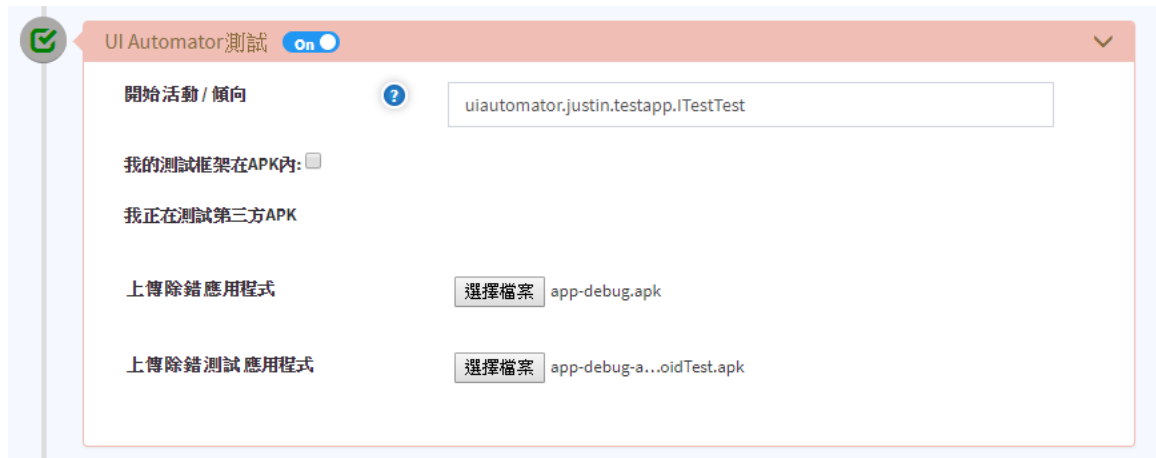 UI Automator測試 On
開始活動 / 傾向 ? uiautomator.justin.testapp.ITestTest
我的測試框架在APK內:
我正在測試第三方APK
上傳除錯應用程式 選擇檔案 app-debug.apk
上傳除錯測試應用程式 選擇檔案 app-debug-a...oidTest.apk